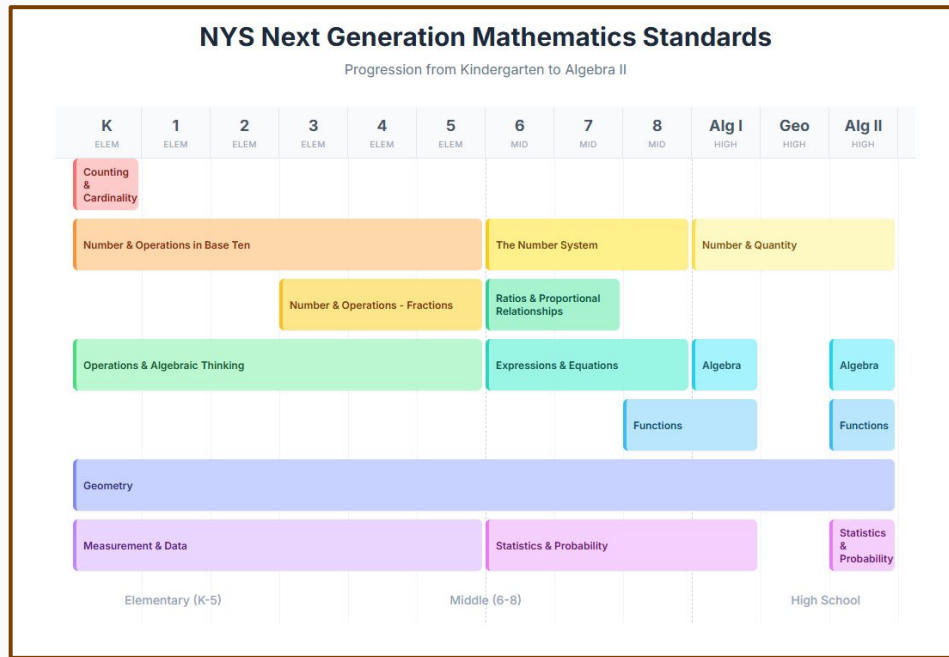 NYS Next Generation Mathematics Standards
Progression from Kindergarten to Algebra II
K 1 2 3 4 5 6 7 8 Alg I Geo Alg II
ELEM ELEM ELEM ELEM ELEM ELEM MID MID MID HIGH HIGH HIGH
Counting
&
Cardinality
Number & Operations in Base Ten The Number System Number & Quantity
Number & Operations - Fractions
Ratios & Proportional
Relationships
Operations & Algebraic Thinking Expressions & Equations Algebra Algebra
Functions Functions
Geometry
Measurement & Data Statistics & Probability
Statistics
&
Probability
Elementary (K-5) Middle (6-8) High School